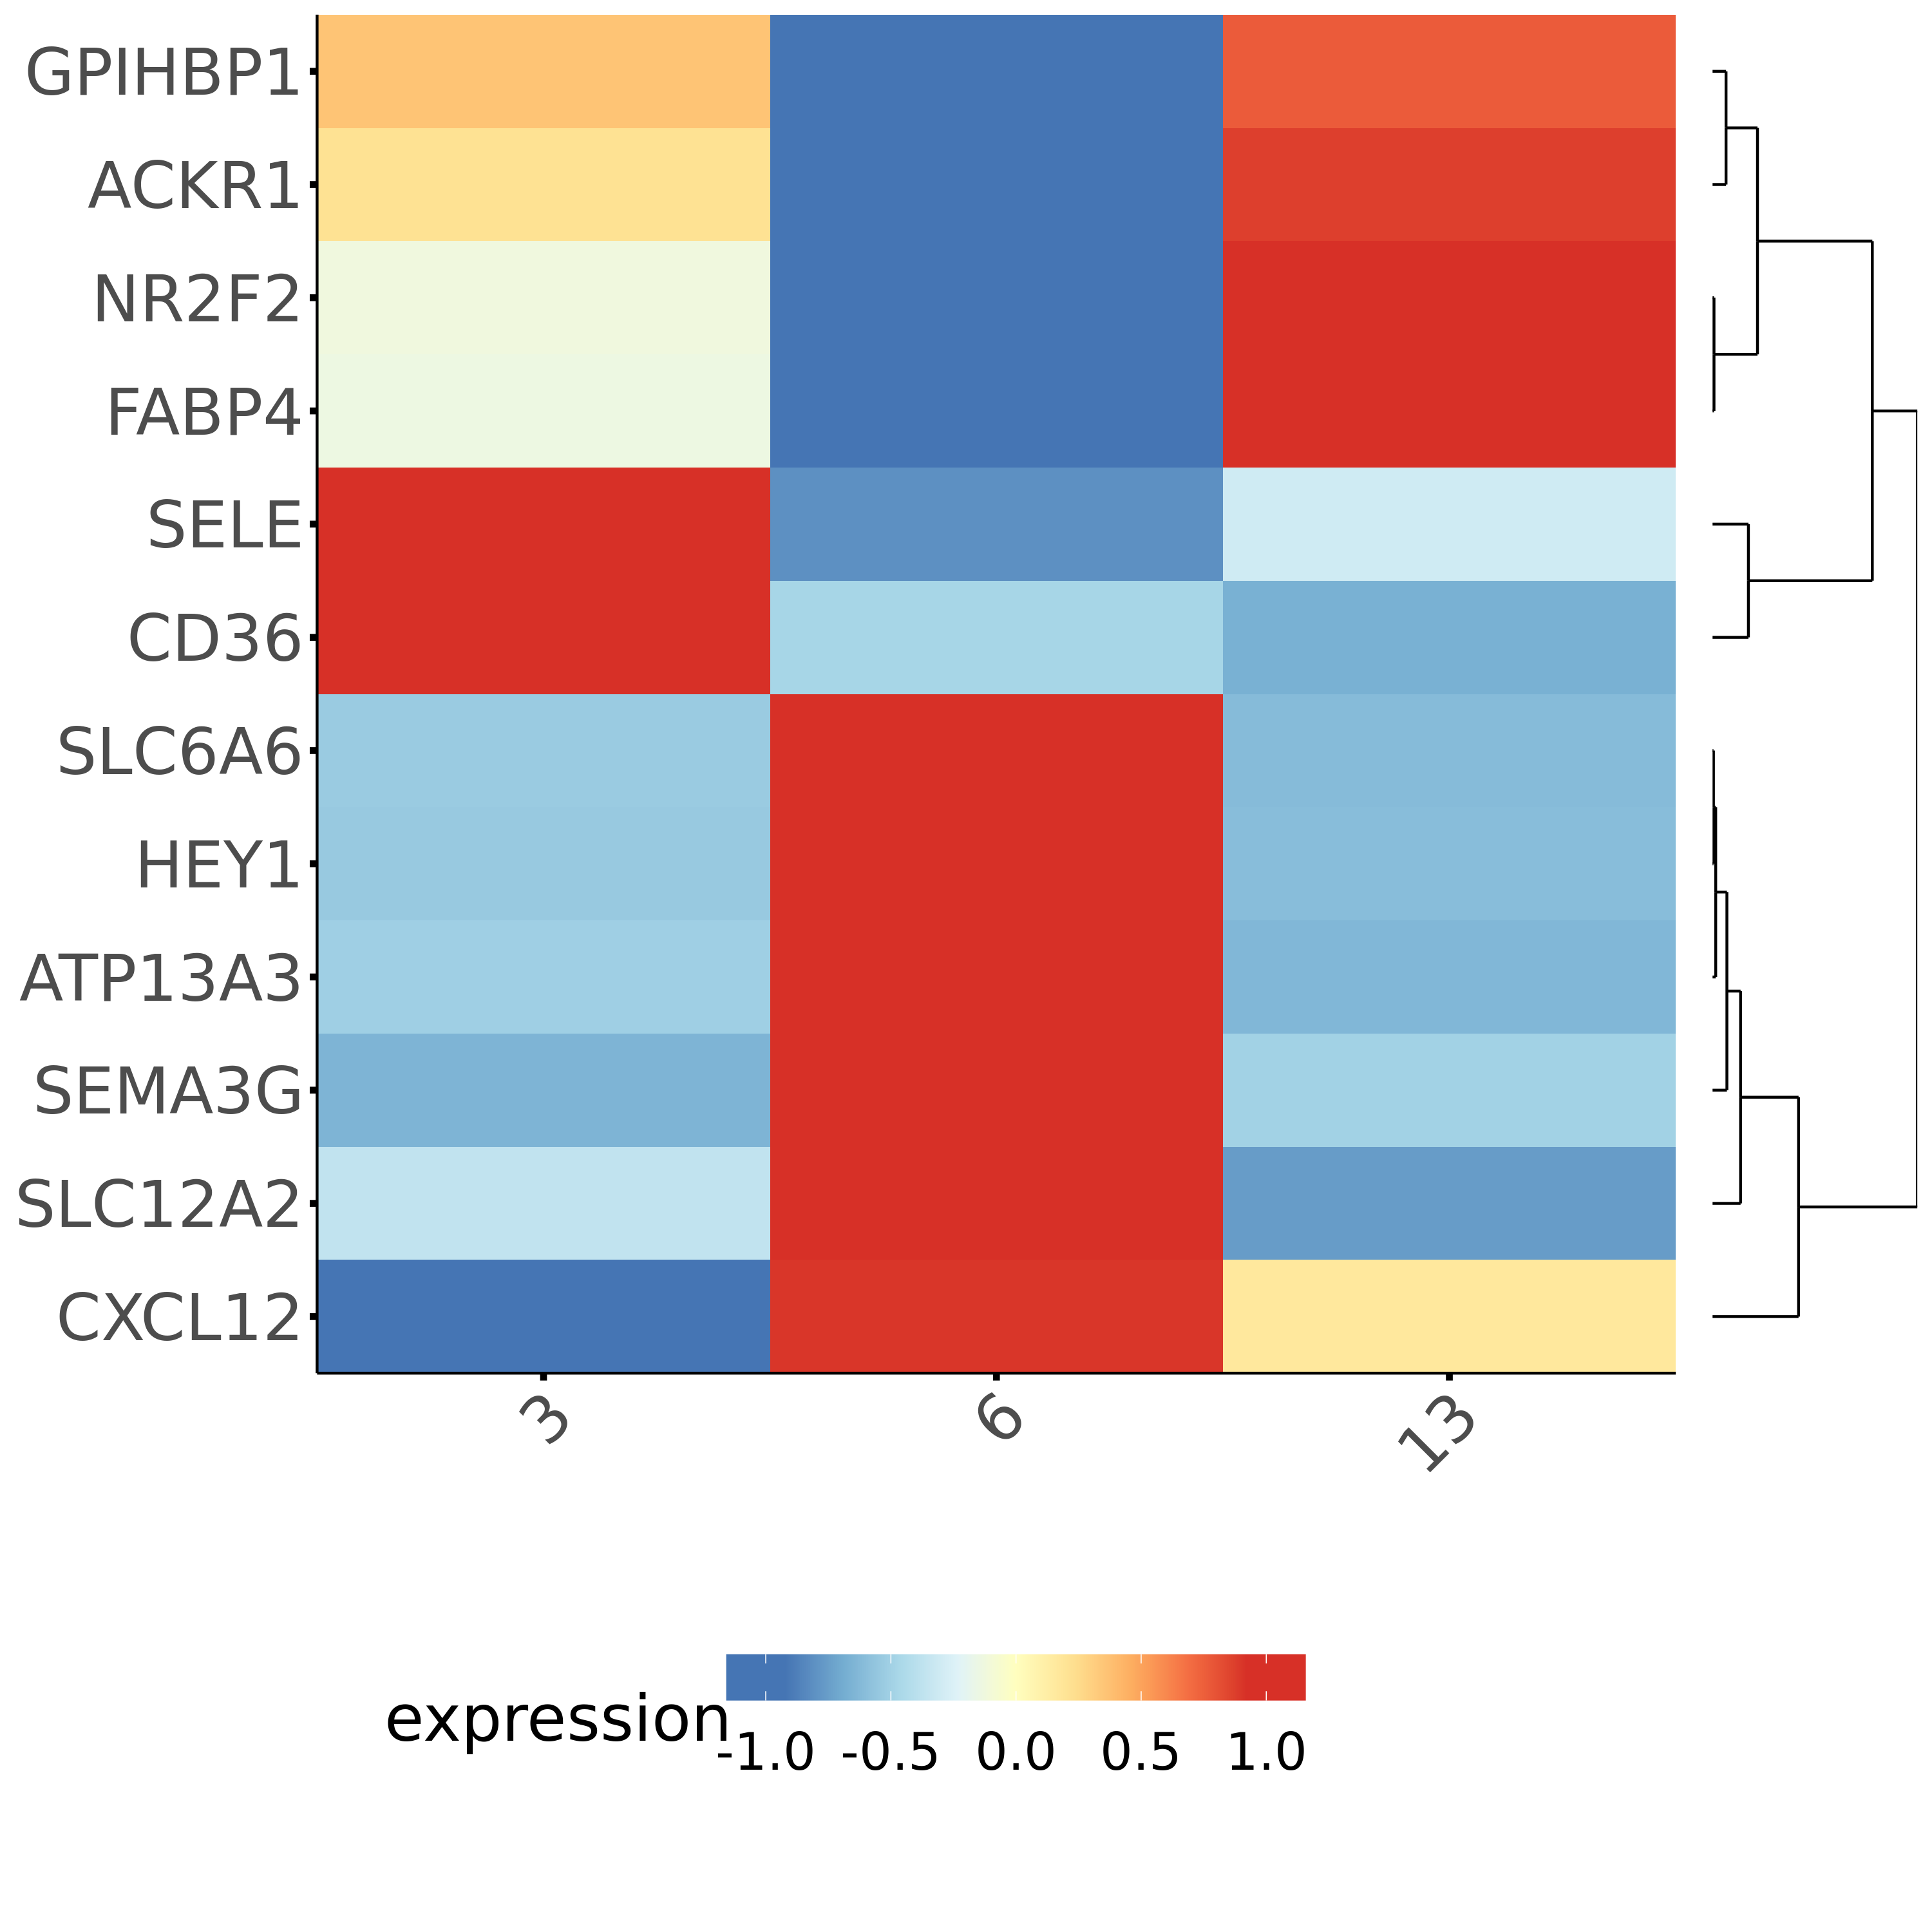 GPIHBP1
ACKR1
NR2F2
FABP4
SELE
CD36
SLC6A6
HEY1
ATP13A3
SEMA3G
SLC12A2
CXCL12
3 6 13
expression
-1.0 -0.5 0.0 0.5 1.0